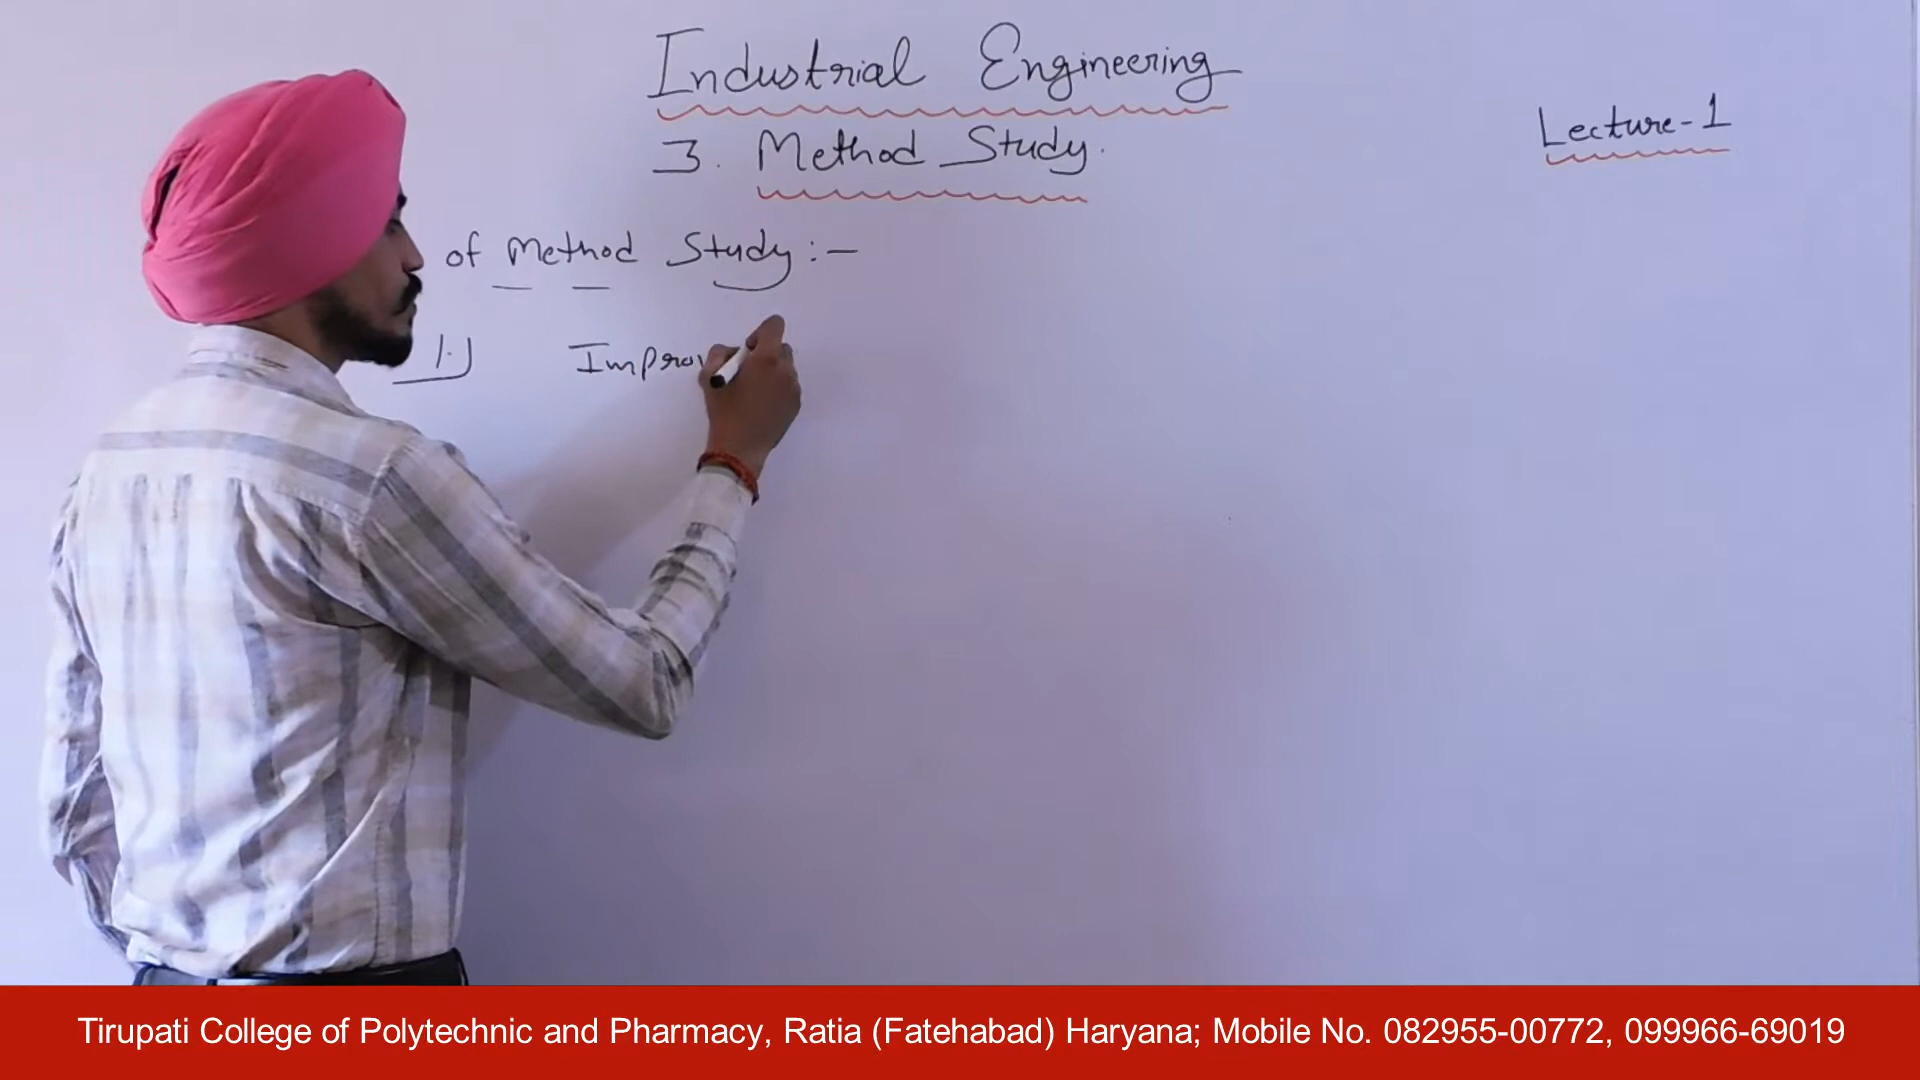 Industrial Engineering
Lecture-1
3. Method Study.
of Method Study :-
1.)
Tirupati College of Polytechnic and Pharmacy, Ratia (Fatehabad) Haryana; Mobile No. 082955-00772, 099966-69019